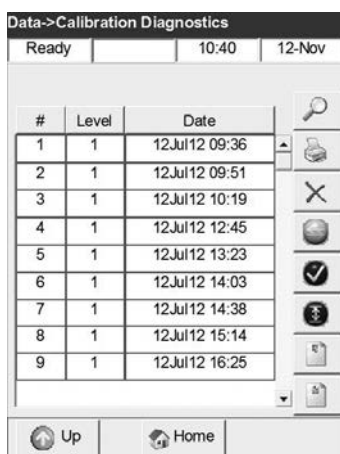 Data->Calibration Diagnostics
Ready 10:40 12-Nov
# Level Date
1 1 12Jul12 09:36
2 1 12Jul12 09:51
3 1 12Jul12 10:19
4 1 12Jul12 12:45
5 1 12Jul12 13:23
6 1 12Jul12 14:03
7 1 12Jul12 14:38
8 1 12Jul12 15:14
9 1 12Jul12 16:25
Up Home